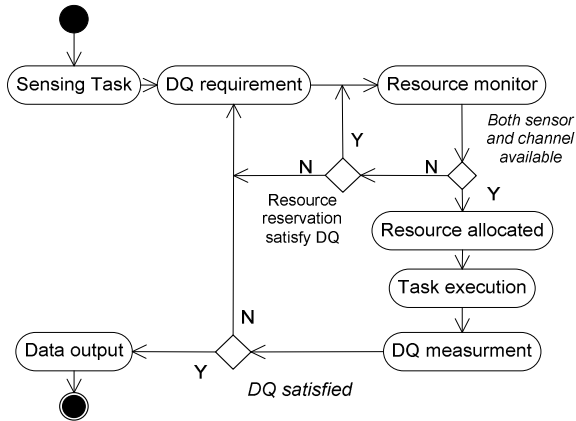 Sensing Task
DQ requirement
Resource monitor
Both sensor
and channel
available
Y
N
N
Y
Resource
reservation
satisfy DQ
Resource allocated
Task execution
N
Data output
DQ measurment
Y
DQ satisfied